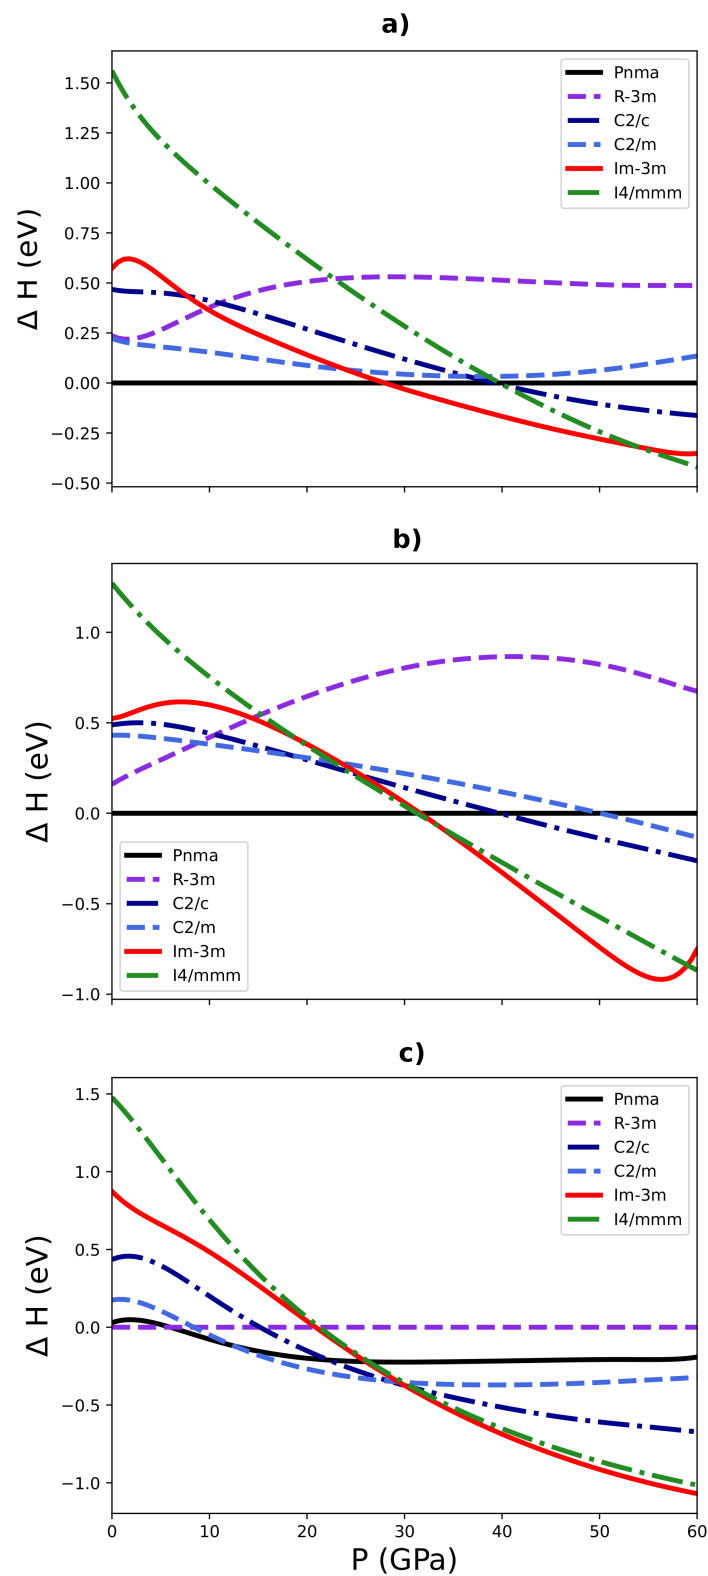 a)
1.50
1.25
1.00
0.75
0.50
0.25
0.00
−0.25
−0.50
Δ H (eV)
Pnma
R-3m
C2/c
C2/m
Im-3m
I4/mmm
b)
1.0
0.5
0.0
−0.5
−1.0
Δ H (eV)
Pnma
R-3m
C2/c
C2/m
Im-3m
I4/mmm
c)
1.5
1.0
0.5
0.0
−0.5
−1.0
Δ H (eV)
Pnma
R-3m
C2/c
C2/m
Im-3m
I4/mmm
0 10 20 30 40 50 60
P (GPa)